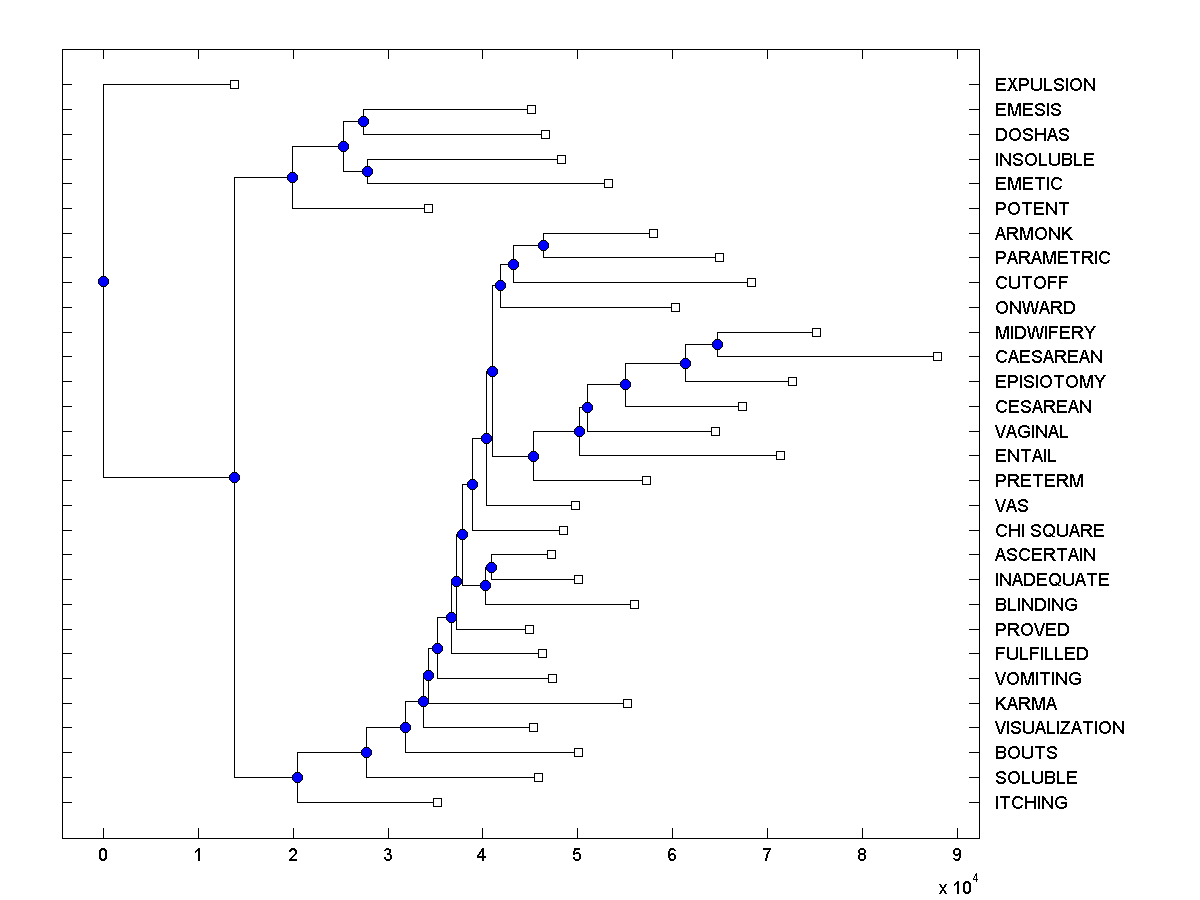 EXPULSION
EMESIS
DOSHAS
INSOLUBLE
EMETIC
POTENT
ARMONK
PARAMETRIC
CUTOFF
ONWARD
MIDWIFERY
CAESAREAN
EPISIOTOMY
CESAREAN
VAGINAL
ENTAIL
PRETERM
VAS
CHI SQUARE
ASCERTAIN
INADEQUATE
BLINDING
PROVED
FULFILLED
VOMITING
KARMA
VISUALIZATION
BOUTS
SOLUBLE
ITCHING
0 1 2 3 4 5 6 7 8 9
x 10^4